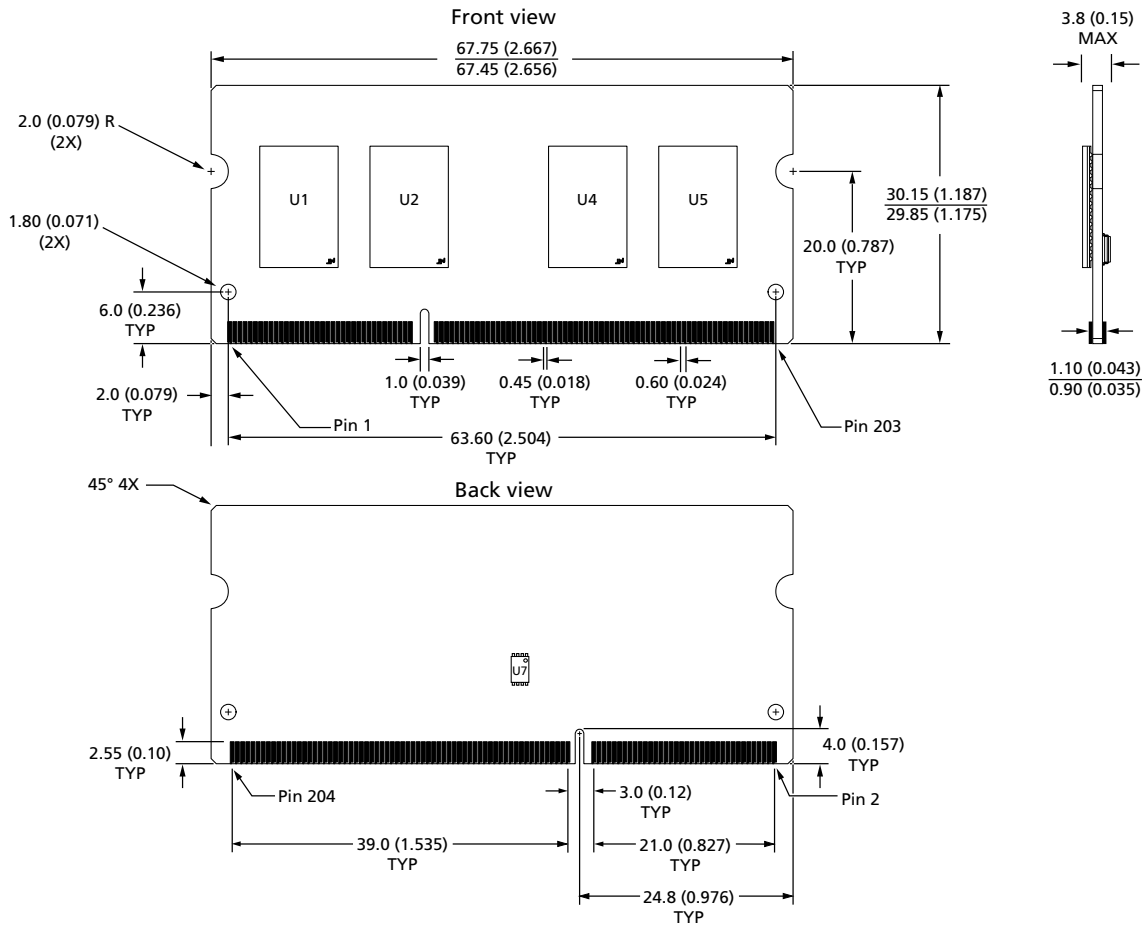 Front view
67.75 (2.667)
67.45 (2.656)
3.8 (0.15)
MAX
2.0 (0.079) R
(2X)
U1
U2
U4
U5
1.80 (0.071)
(2X)
30.15 (1.187)
29.85 (1.175)
20.0 (0.787)
TYP
6.0 (0.236)
TYP
2.0 (0.079)
TYP
1.0 (0.039)
TYP
0.45 (0.018)
TYP
0.60 (0.024)
TYP
1.10 (0.043)
0.90 (0.035)
Pin 1
63.60 (2.504)
TYP
Pin 203
45° 4X
Back view
U7
2.55 (0.10)
TYP
4.0 (0.157)
TYP
Pin 204
3.0 (0.12)
TYP
Pin 2
39.0 (1.535)
TYP
21.0 (0.827)
TYP
24.8 (0.976)
TYP